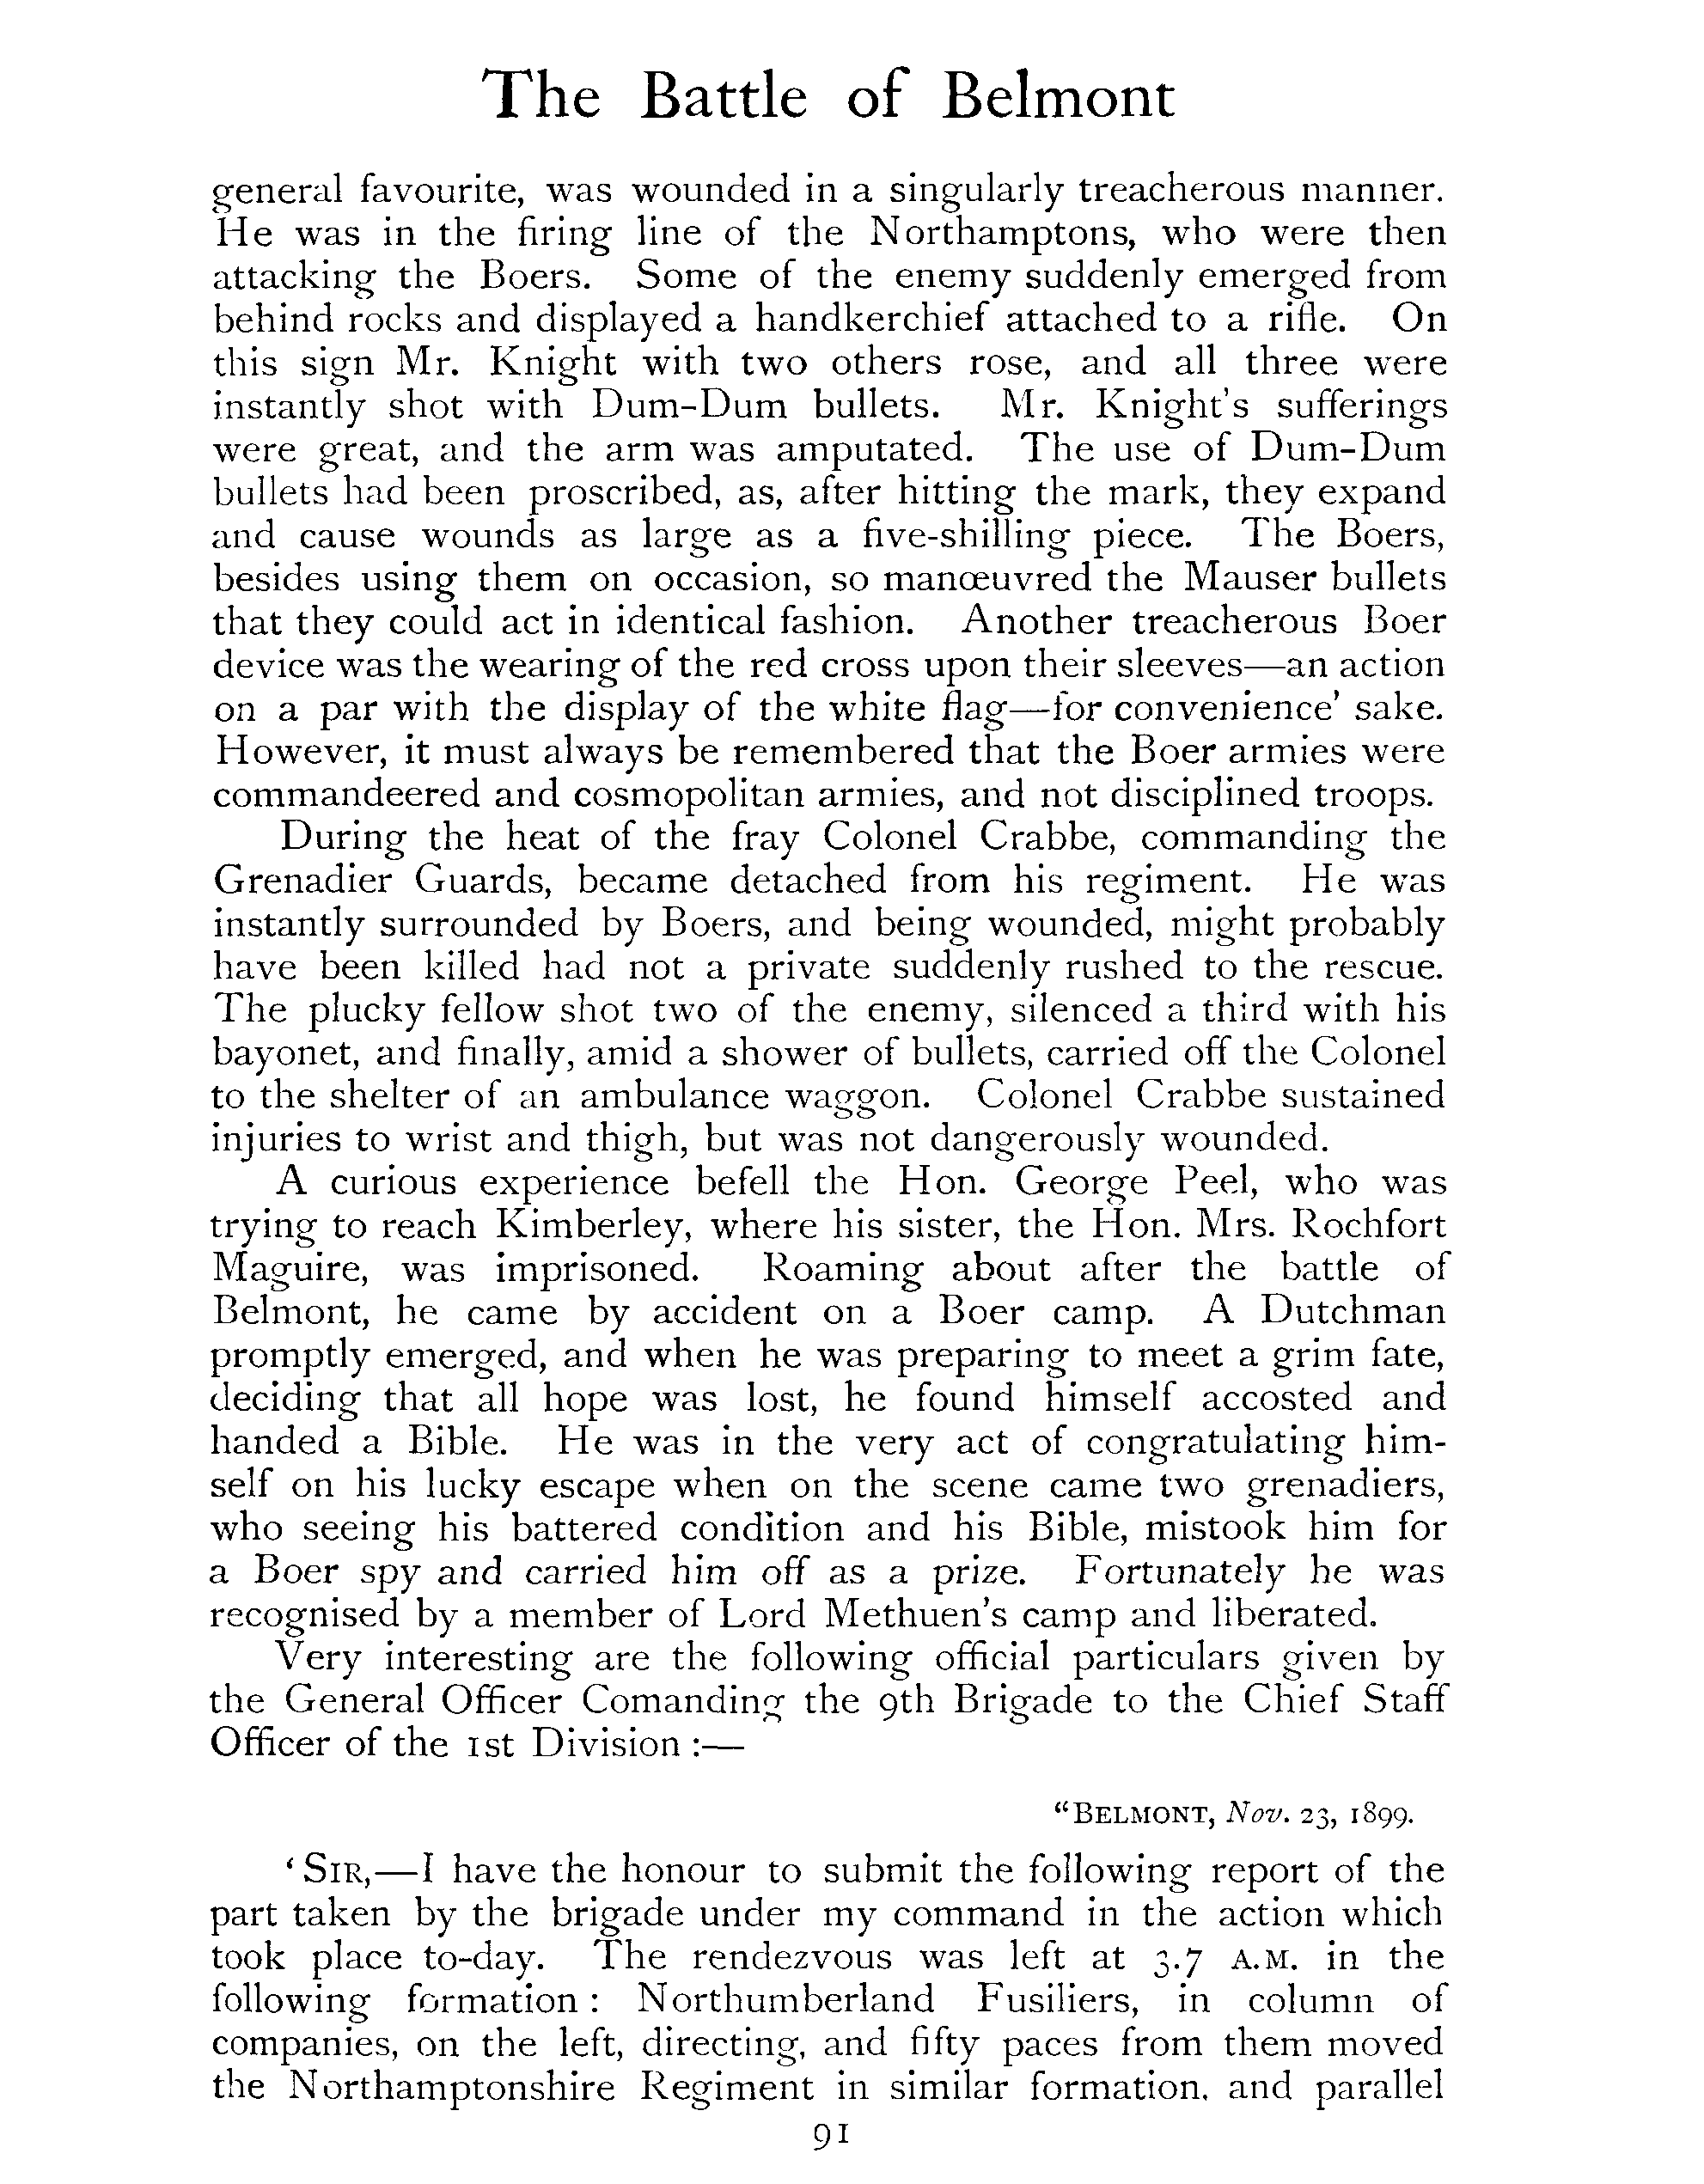 The Battle of Belmont
general favourite, was wounded in a singularly treacherous manner.
He was in the firing line of the Northamptons, who were then
attacking the Boers. Some of the enemy suddenly emerged from
behind rocks and displayed a handkerchief attached to a rifle. On
this sign Mr. Knight with two others rose, and all three were
instantly shot with Dum-Dum bullets. Mr. Knight's sufferings
were great, and the arm was amputated. The use of Dum-Dum
bullets had been proscribed, as, after hitting the mark, they expand
and cause wounds as large as a five-shilling piece. The Boers,
besides using them on occasion, so manœuvred the Mauser bullets
that they could act in identical fashion. Another treacherous Boer
device was the wearing of the red cross upon their sleeves—an action
on a par with the display of the white flag—for convenience' sake.
However, it must always be remembered that the Boer armies were
commandeered and cosmopolitan armies, and not disciplined troops.
During the heat of the fray Colonel Crabbe, commanding the
Grenadier Guards, became detached from his regiment. He was
instantly surrounded by Boers, and being wounded, might probably
have been killed had not a private suddenly rushed to the rescue.
The plucky fellow shot two of the enemy, silenced a third with his
bayonet, and finally, amid a shower of bullets, carried off the Colonel
to the shelter of an ambulance waggon. Colonel Crabbe sustained
injuries to wrist and thigh, but was not dangerously wounded.
A curious experience befell the Hon. George Peel, who was
trying to reach Kimberley, where his sister, the Hon. Mrs. Rochfort
Maguire, was imprisoned. Roaming about after the battle of
Belmont, he came by accident on a Boer camp. A Dutchman
promptly emerged, and when he was preparing to meet a grim fate,
deciding that all hope was lost, he found himself accosted and
handed a Bible. He was in the very act of congratulating him-
self on his lucky escape when on the scene came two grenadiers,
who seeing his battered condition and his Bible, mistook him for
a Boer spy and carried him off as a prize. Fortunately he was
recognised by a member of Lord Methuen's camp and liberated.
Very interesting are the following official particulars given by
the General Officer Comanding the 9th Brigade to the Chief Staff
Officer of the 1st Division :—
"BELMONT, Nov. 23, 1899.
' SIR,—I have the honour to submit the following report of the
part taken by the brigade under my command in the action which
took place to-day. The rendezvous was left at 3.7 A.M. in the
following formation : Northumberland Fusiliers, in column of
companies, on the left, directing, and fifty paces from them moved
the Northamptonshire Regiment in similar formation, and parallel
91